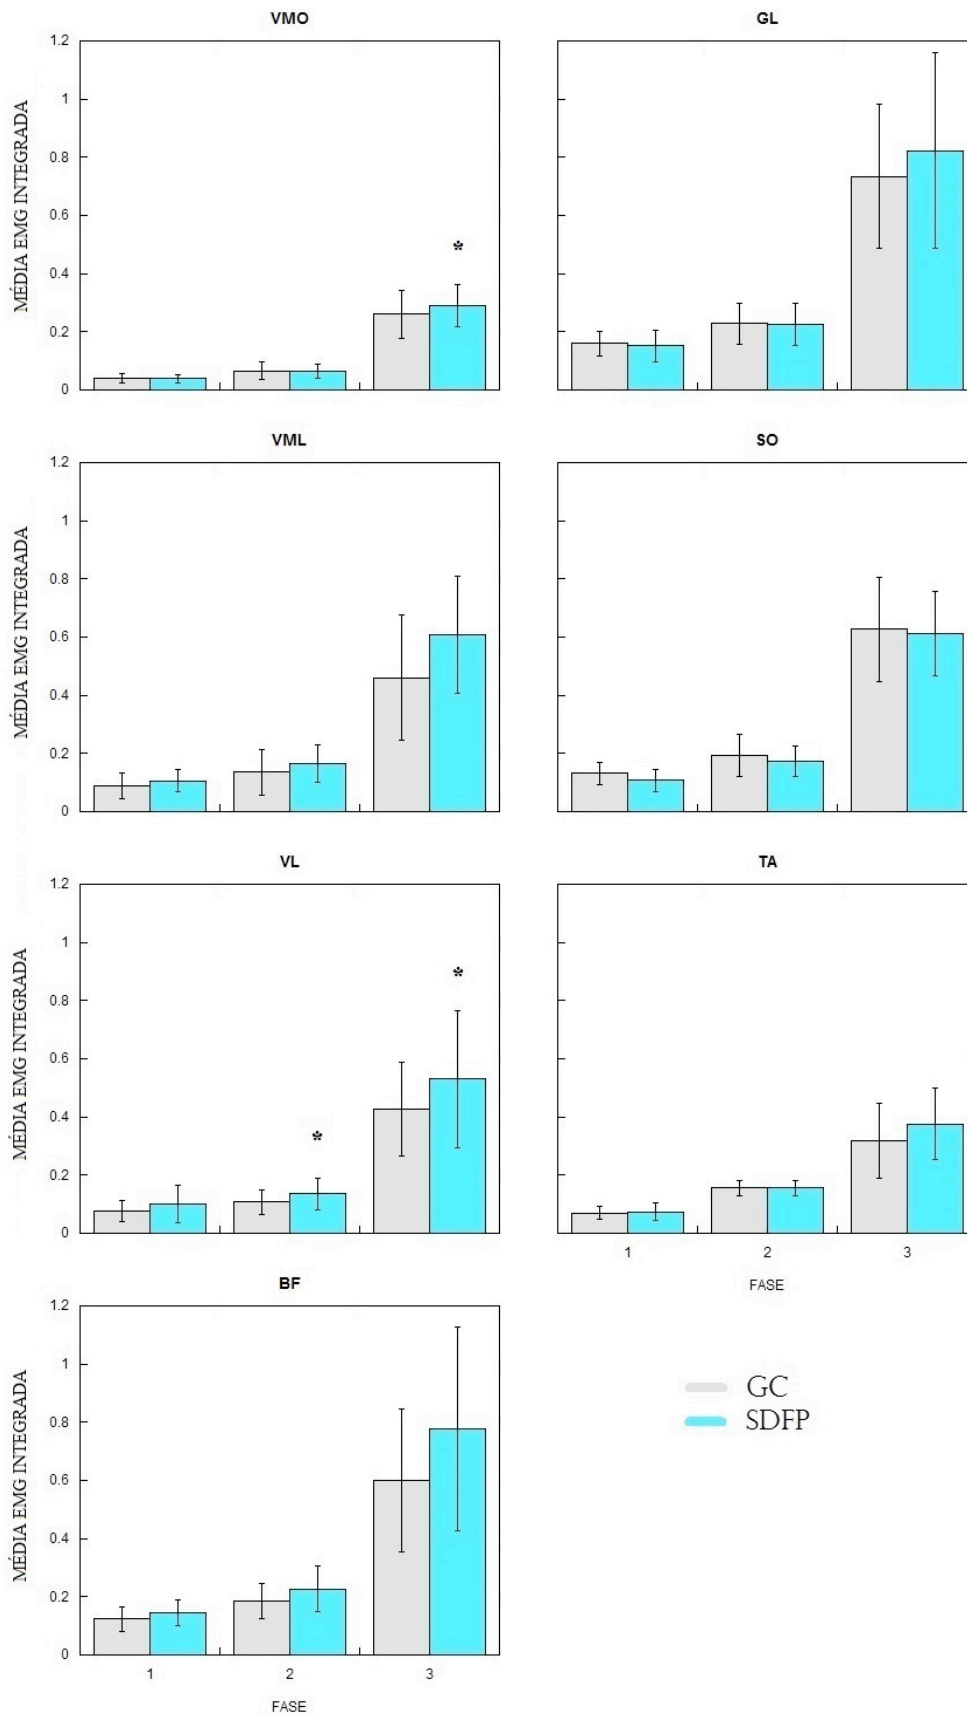 VMO
GL
MÉDIA EMG INTEGRADA
1.2
1
0.8
0.6
0.4
0.2
0
*
VML
SO
MÉDIA EMG INTEGRADA
1.2
1
0.8
0.6
0.4
0.2
0
VL
TA
MÉDIA EMG INTEGRADA
1.2
1
0.8
0.6
0.4
0.2
0
*
*
1 2 3
FASE
BF
MÉDIA EMG INTEGRADA
1.2
1
0.8
0.6
0.4
0.2
0
1 2 3
FASE
GC
SDFP